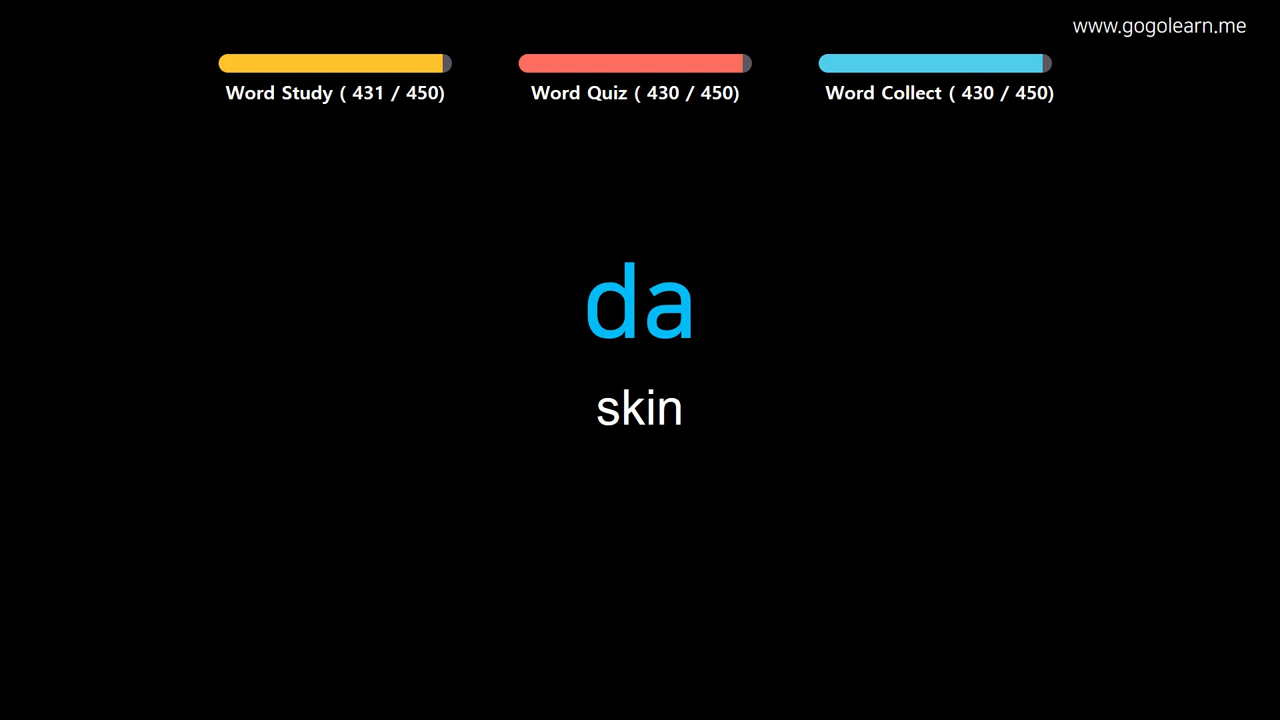 www.gogolearn.me
Word Study ( 431 / 450)
Word Quiz ( 430 / 450)
Word Collect ( 430 / 450)
da
skin